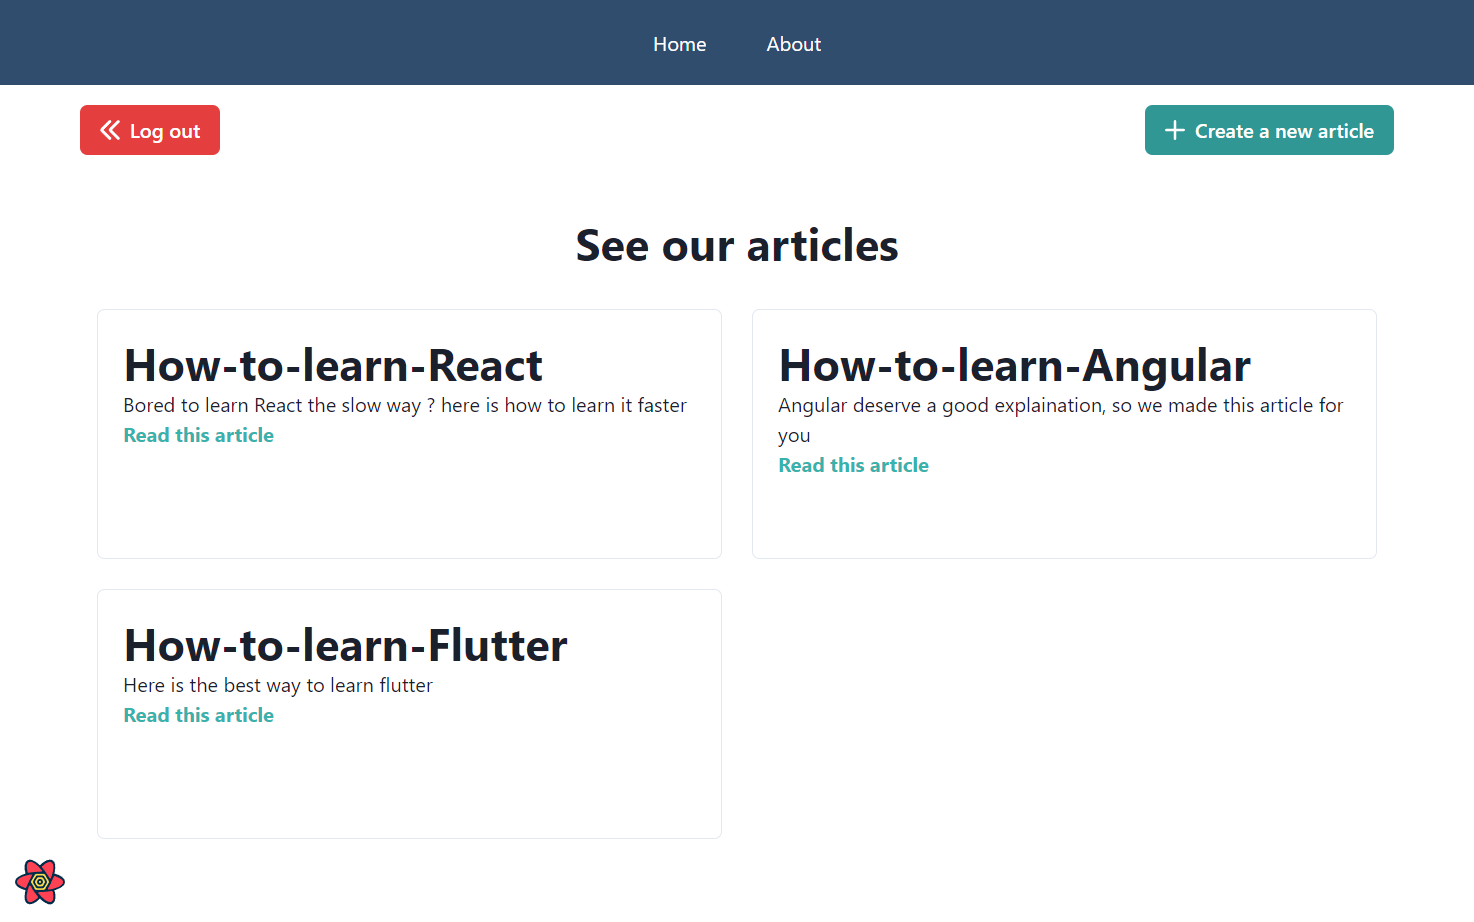 Home About
Log out
Create a new article
See our articles
How-to-learn-React
Bored to learn React the slow way ? here is how to learn it faster
Read this article
How-to-learn-Angular
Angular deserve a good explaination, so we made this article for
you
Read this article
How-to-learn-Flutter
Here is the best way to learn flutter
Read this article